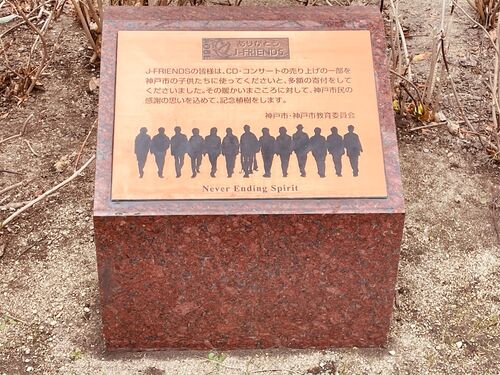 ありがとう
J-FRIENDS
J-FRIENDSの皆様は、CD・コンサートの売り上げの一部を
神戸市の子供たちに使ってくださいと、多額の寄付をして
くださいました。その暖かいまごころに対して、神戸市民の
感謝の思いを込めて、記念植樹をします。
神戸市・神戸市教育委員会
Never Ending Spirit